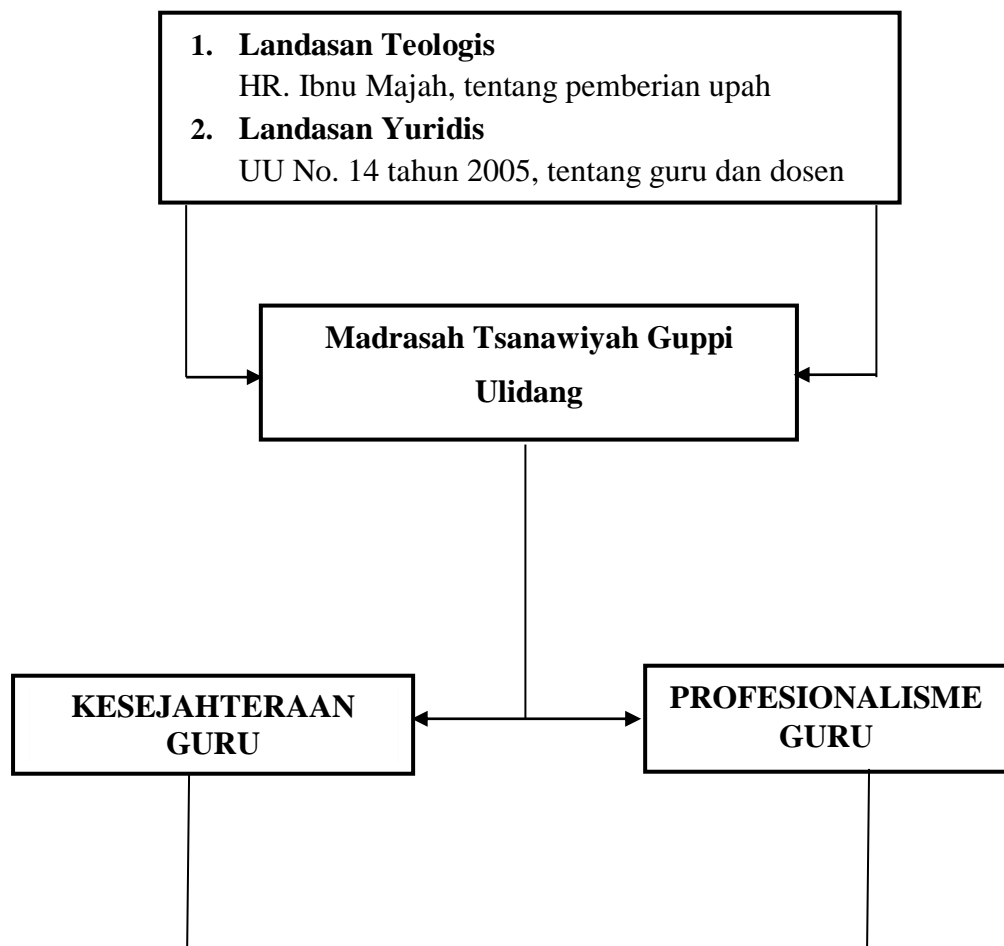 1. Landasan Teologis
HR. Ibnu Majah, tentang pemberian upah
2. Landasan Yuridis
UU No. 14 tahun 2005, tentang guru dan dosen
Madrasah Tsanawiyah Guppi
Ulidang
KESEJAHTERAAN
GURU
PROFESIONALISME
GURU